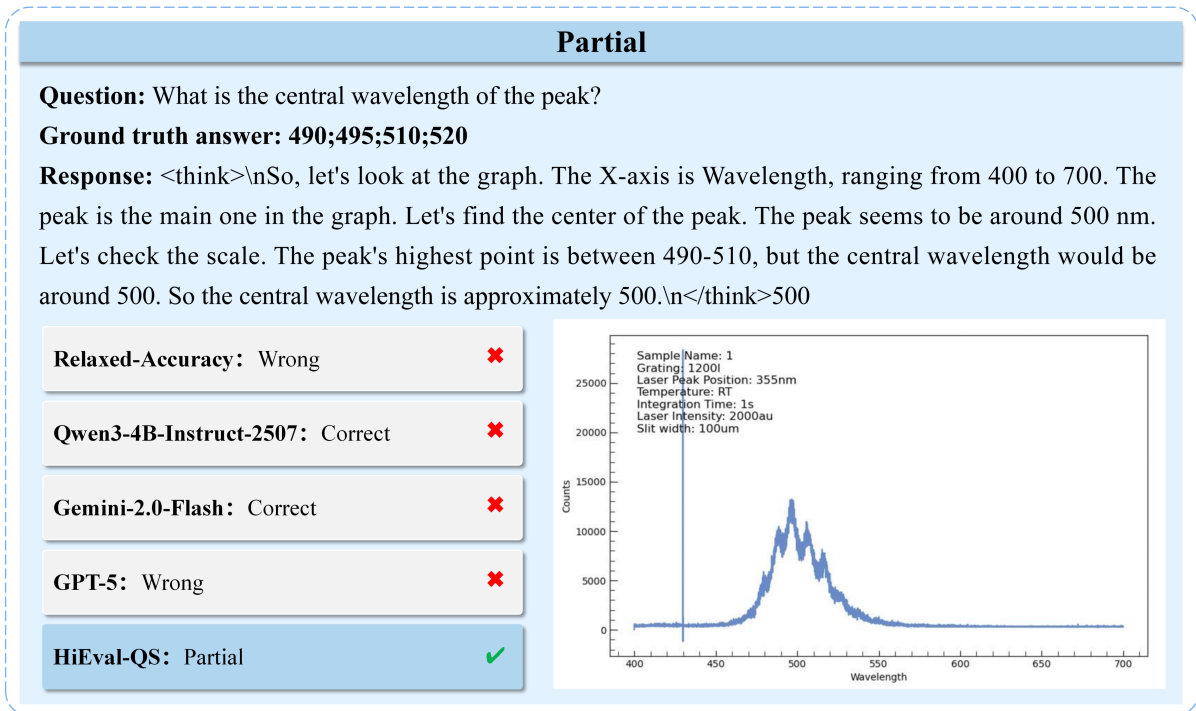 Partial
Question: What is the central wavelength of the peak?
Ground truth answer: 490;495;510;520
Response: <think>\nSo, let's look at the graph. The X-axis is Wavelength, ranging from 400 to 700. The
peak is the main one in the graph. Let's find the center of the peak. The peak seems to be around 500 nm.
Let's check the scale. The peak's highest point is between 490-510, but the central wavelength would be
around 500. So the central wavelength is approximately 500.\n</think>500
Relaxed-Accuracy: Wrong
Qwen3-4B-Instruct-2507: Correct
Gemini-2.0-Flash: Correct
GPT-5: Wrong
HiEval-QS: Partial
Sample Name: 1
Grating: 1200l
Laser Peak Position: 355nm
Temperature: RT
Integration Time: 1s
Laser Intensity: 2000au
Slit width: 100um
Counts
25000
20000
15000
10000
5000
0
400 450 500 550 600 650 700
Wavelength